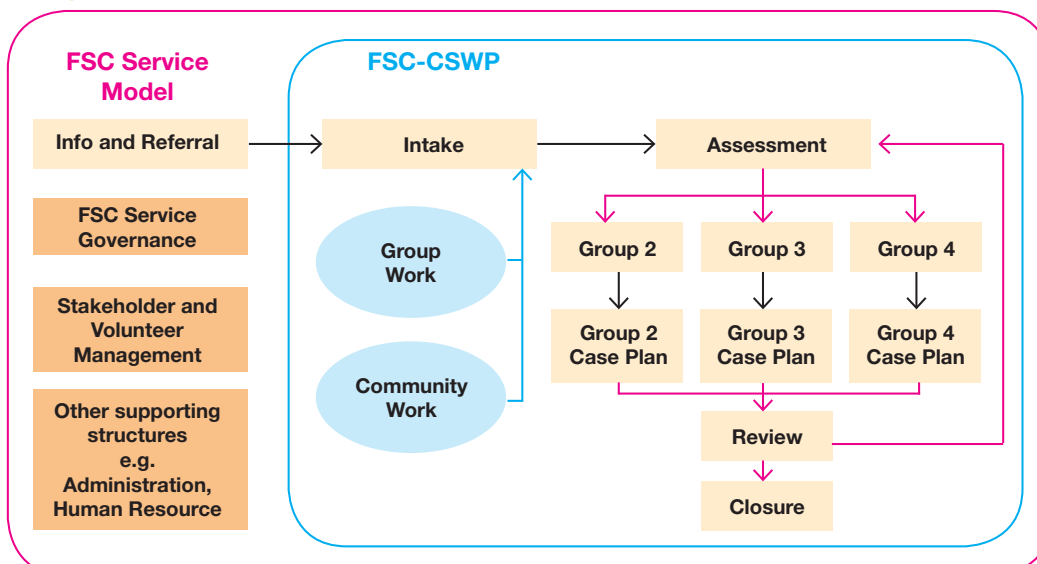 FSC Service
Model
FSC-CSWP
Info and Referral
Intake
Assessment
FSC Service
Governance
Group
Work
Group 2
Group 3
Group 4
Stakeholder and
Volunteer
Management
Group 2
Case Plan
Group 3
Case Plan
Group 4
Case Plan
Community
Work
Other supporting
structures
e.g.
Administration,
Human Resource
Review
Closure